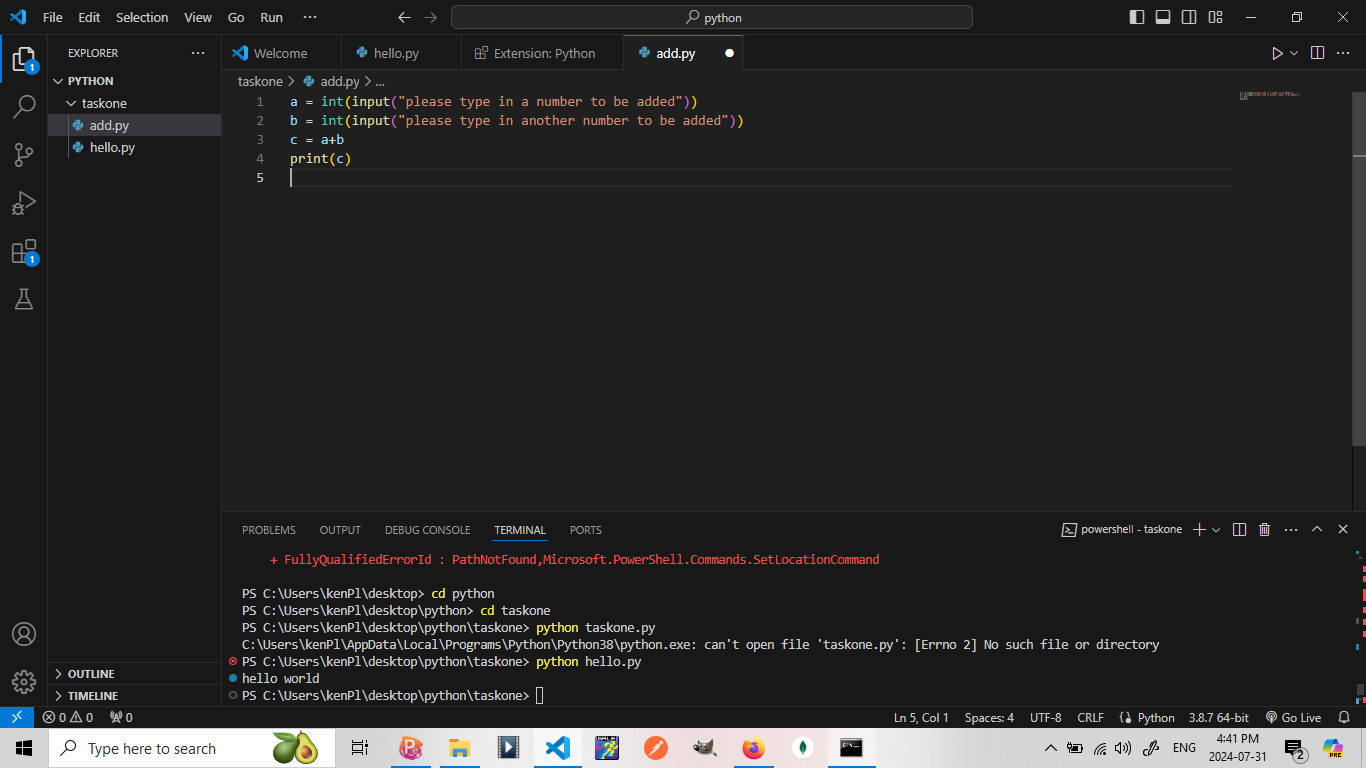 File Edit Selection View Go Run ··· python
EXPLORER ···
PYTHON
taskone
add.py
hello.py
OUTLINE
TIMELINE
Welcome hello.py Extension: Python add.py
taskone > add.py > ...
1 a = int(input("please type in a number to be added"))
2 b = int(input("please type in another number to be added"))
3 c = a+b
4 print(c)
5
PROBLEMS OUTPUT DEBUG CONSOLE TERMINAL PORTS powershell - taskone
+ FullyQualifiedErrorId : PathNotFound,Microsoft.PowerShell.Commands.SetLocationCommand
PS C:\Users\kenPl\desktop> cd python
PS C:\Users\kenPl\desktop\python> cd taskone
PS C:\Users\kenPl\desktop\python\taskone> python taskone.py
C:\Users\kenPl\AppData\Local\Programs\Python\Python38\python.exe: can't open file 'taskone.py': [Errno 2] No such file or directory
PS C:\Users\kenPl\desktop\python\taskone> python hello.py
hello world
PS C:\Users\kenPl\desktop\python\taskone>
0 0 0 Ln 5, Col 1 Spaces: 4 UTF-8 CRLF Python 3.8.7 64-bit Go Live
Type here to search ENG 4:41 PM
2024-07-31 2 PRE
1
1